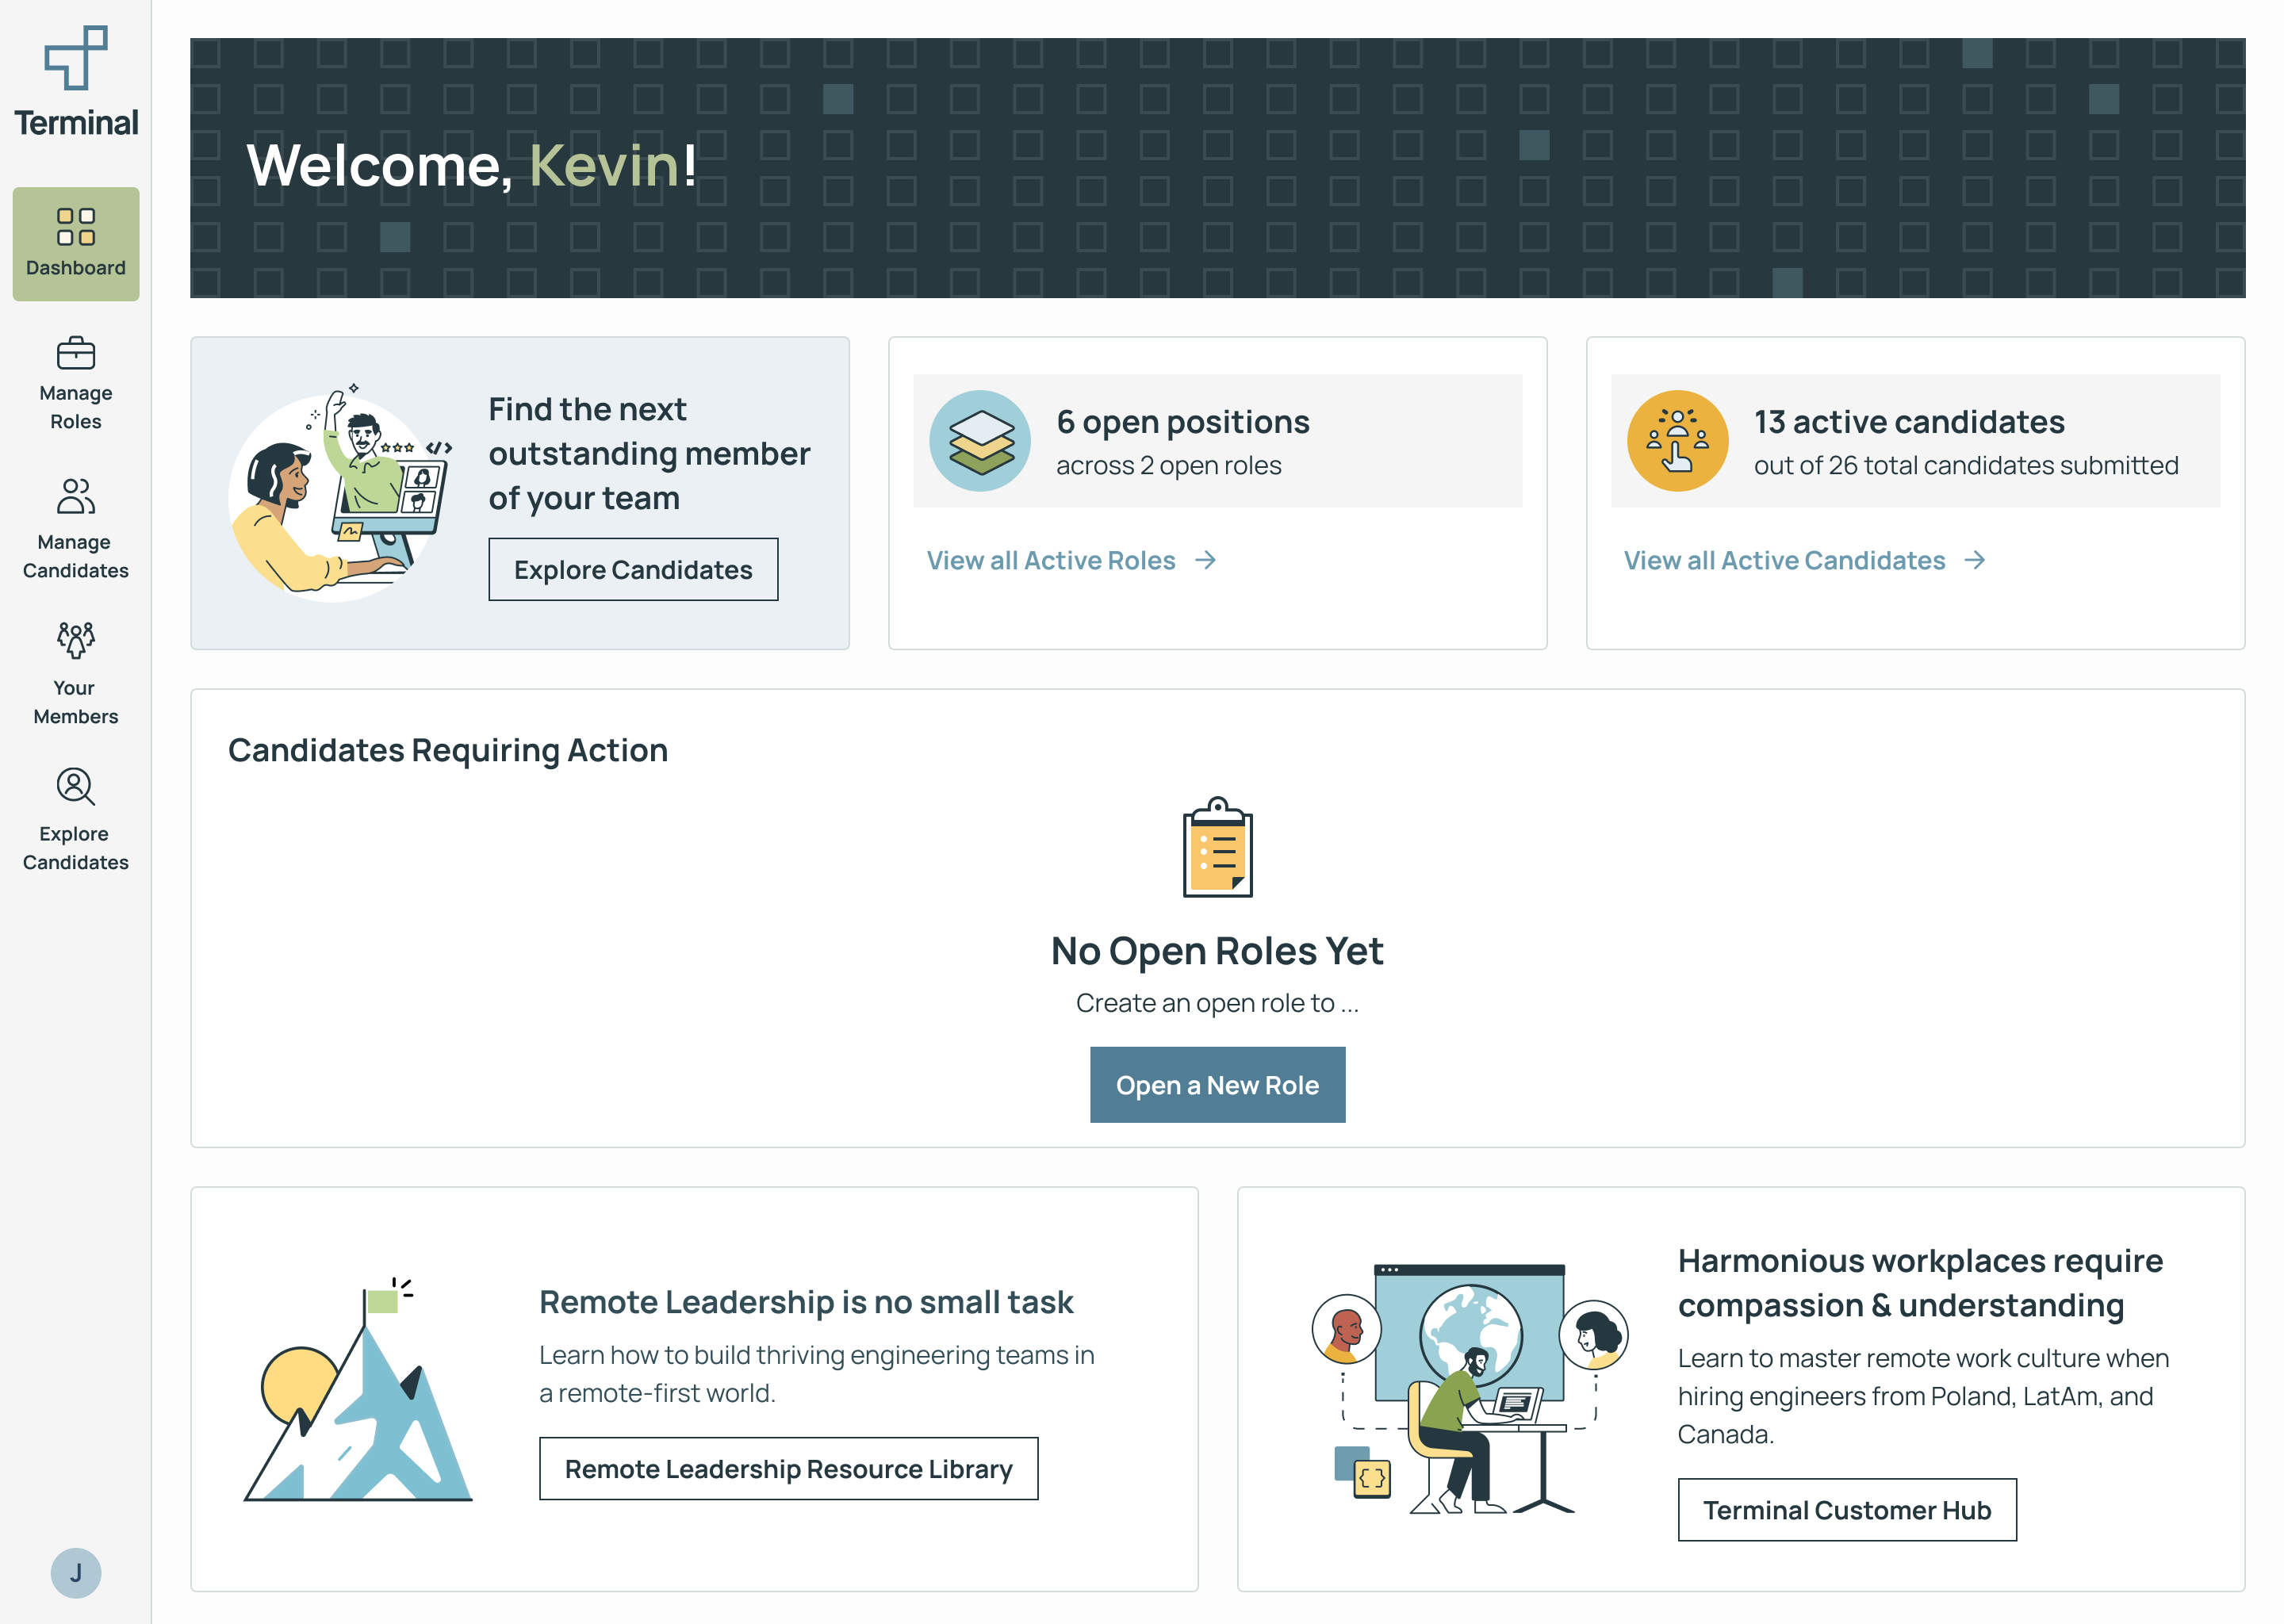 Terminal
Dashboard
Manage
Roles
Manage
Candidates
Your
Members
Explore
Candidates
J
Welcome, Kevin!
Find the next
outstanding member
of your team
Explore Candidates
6 open positions
across 2 open roles
View all Active Roles →
13 active candidates
out of 26 total candidates submitted
View all Active Candidates →
Candidates Requiring Action
No Open Roles Yet
Create an open role to ...
Open a New Role
Remote Leadership is no small task
Learn how to build thriving engineering teams in
a remote-first world.
Remote Leadership Resource Library
Harmonious workplaces require
compassion & understanding
Learn to master remote work culture when
hiring engineers from Poland, LatAm, and
Canada.
Terminal Customer Hub